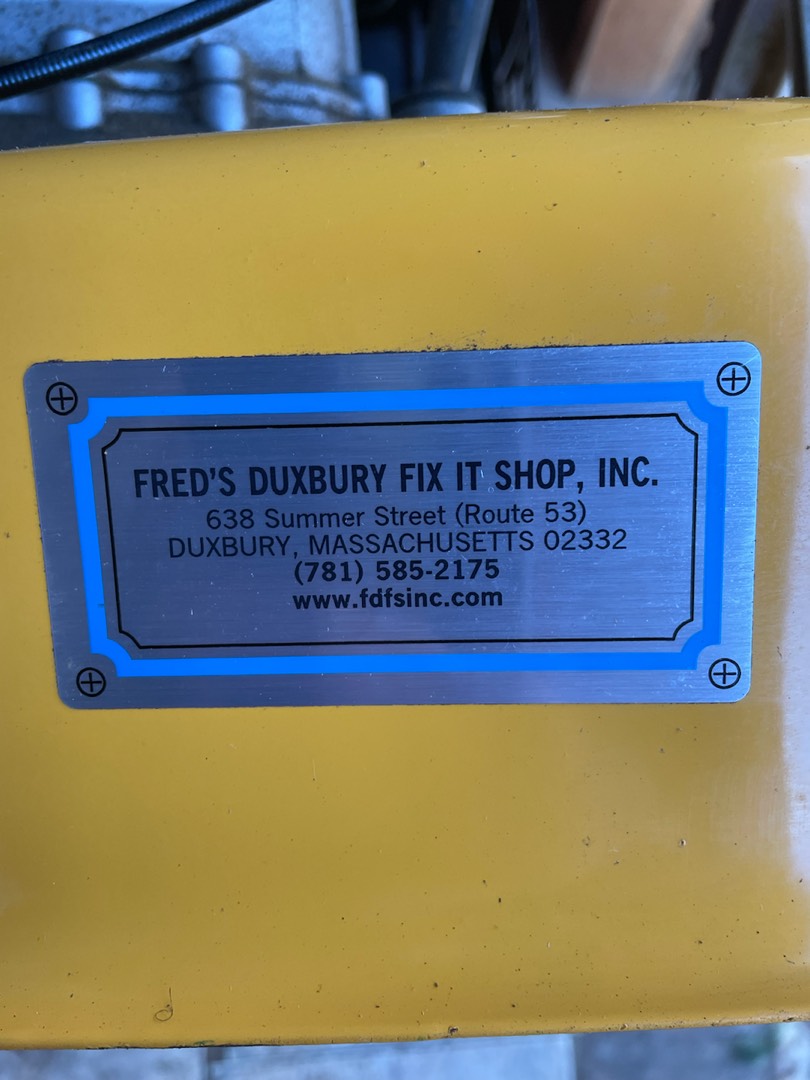 FRED'S DUXBURY FIX IT SHOP, INC.
638 Summer Street (Route 53)
DUXBURY, MASSACHUSETTS 02332
(781) 585-2175
www.fdfsinc.com